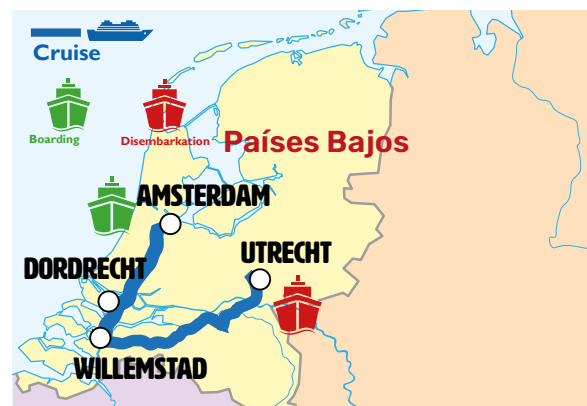 Cruise
Boarding
Disembarkation
Países Bajos
AMSTERDAM
UTRECHT
DORDRECHT
WILLEMSTAD